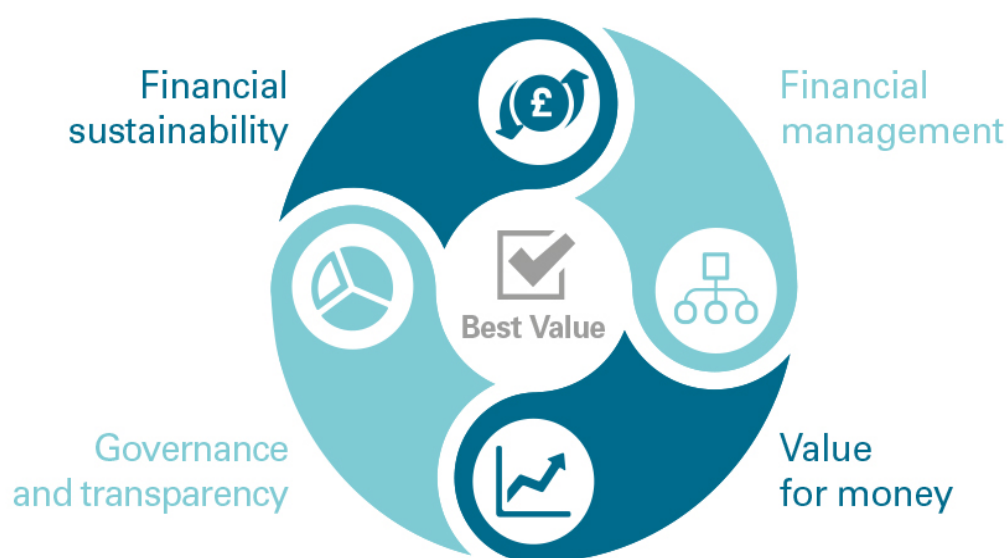 Financial
sustainability
£
Financial
management
Best Value
Governance
and transparency
Value
for money